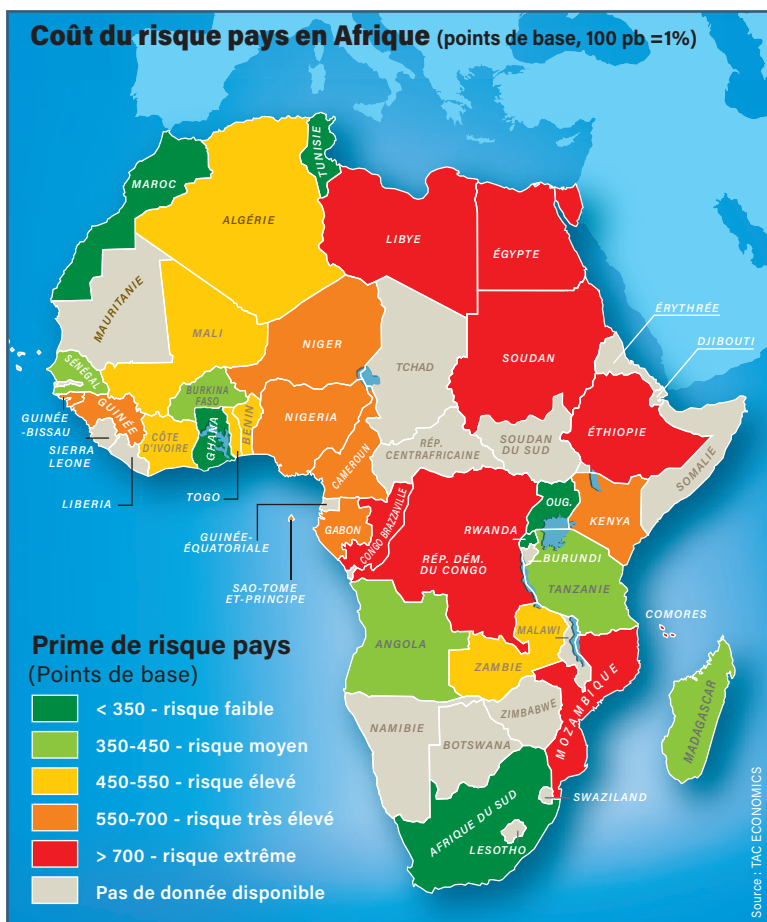 Coût du risque pays en Afrique (points de base, 100 pb =1%)
TUNISIE
MAROC
ALGÉRIE
LIBYE
ÉGYPTE
MAURITANIE
MALI
NIGER
TCHAD
SOUDAN
ÉRYTHRÉE
DJIBOUTI
SÉNÉGAL
BURKINA
FASO
GUINÉE
-BISSAU
GUINÉE
SIERRA
LEONE
LIBERIA
CÔTE
D'IVOIRE
GHANA
TOGO
BENIN
NIGERIA
CAMEROUN
RÉP.
CENTRAFRICAINE
SOUDAN
DU SUD
ÉTHIOPIE
SOMALIE
GUINÉE-
ÉQUATORIALE
SAO-TOME
ET-PRINCIPE
GABON
CONGO BRAZZAVILLE
RÉP. DÉM.
DU CONGO
OUG.
KENYA
RWANDA
BURUNDI
TANZANIE
COMORES
ANGOLA
ZAMBIE
MALAWI
MOZAMBIQUE
MADAGASCAR
NAMIBIE
BOTSWANA
ZIMBABWE
SWAZILAND
AFRIQUE DU SUD
LESOTHO
Prime de risque pays
(Points de base)
< 350 - risque faible
350-450 - risque moyen
450-550 - risque élevé
550-700 - risque très élevé
> 700 - risque extrême
Pas de donnée disponible
Source : TAC ECONOMICS